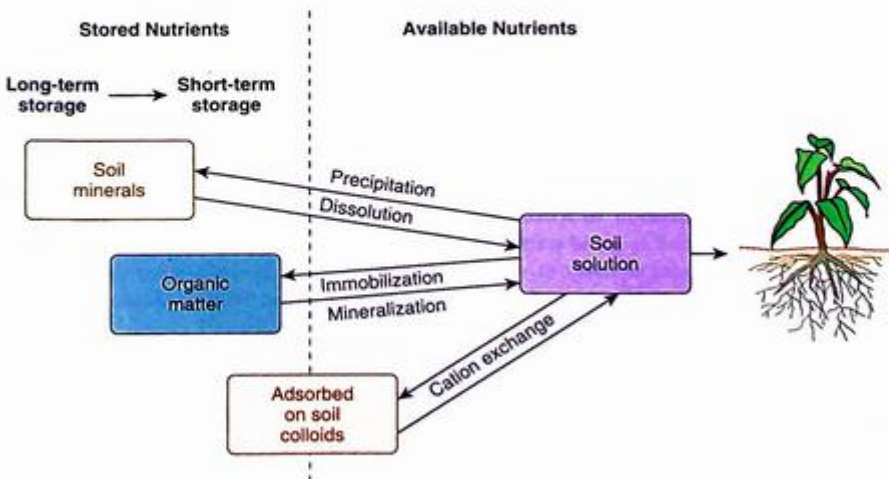 Stored Nutrients
Available Nutrients
Long-term
storage
Short-term
storage
Soil
minerals
Precipitation
Dissolution
Soil
solution
Organic
matter
Immobilization
Mineralization
Cation exchange
Adsorbed
on soil
colloids